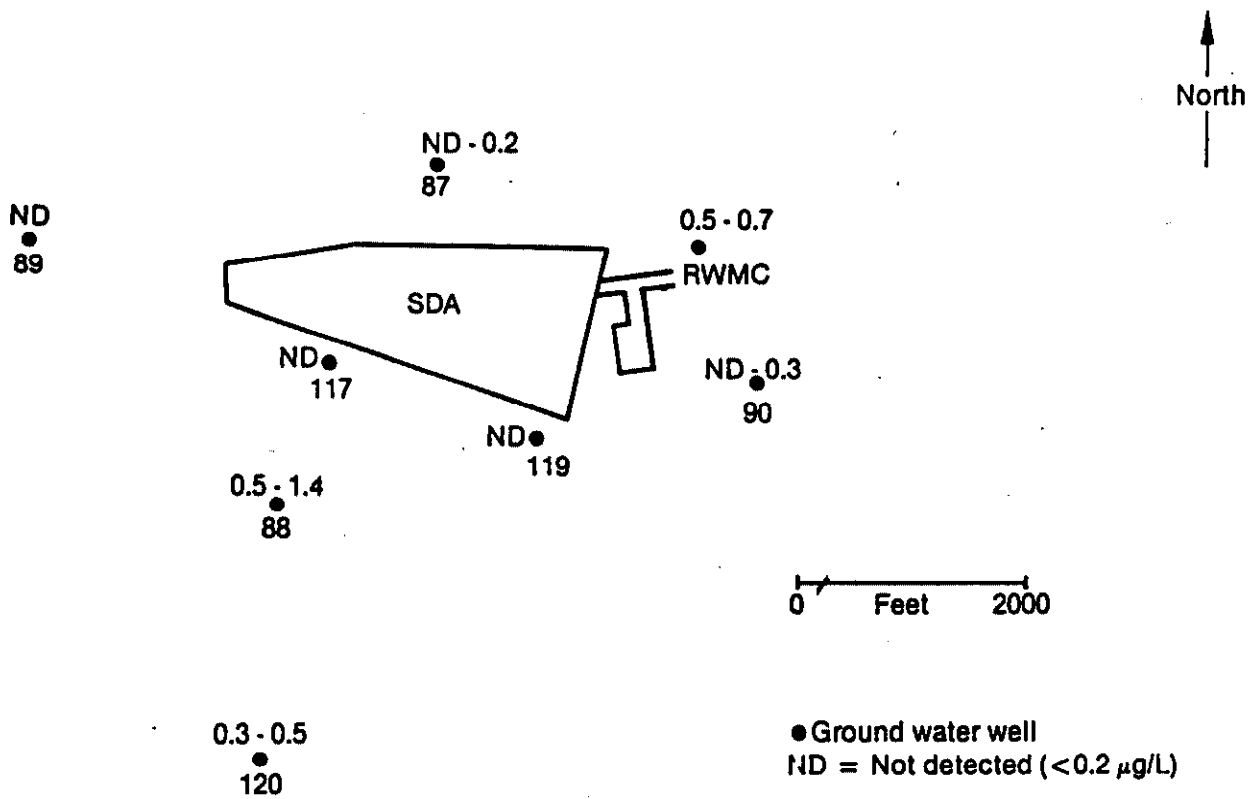 North
ND - 0.2
87
ND
89
0.5 - 0.7
RWMC
SDA
ND
117
ND - 0.3
90
ND
119
0.5 - 1.4
88
0 Feet 2000
0.3 - 0.5
120
Ground water well
ND = Not detected (<0.2 µg/L)